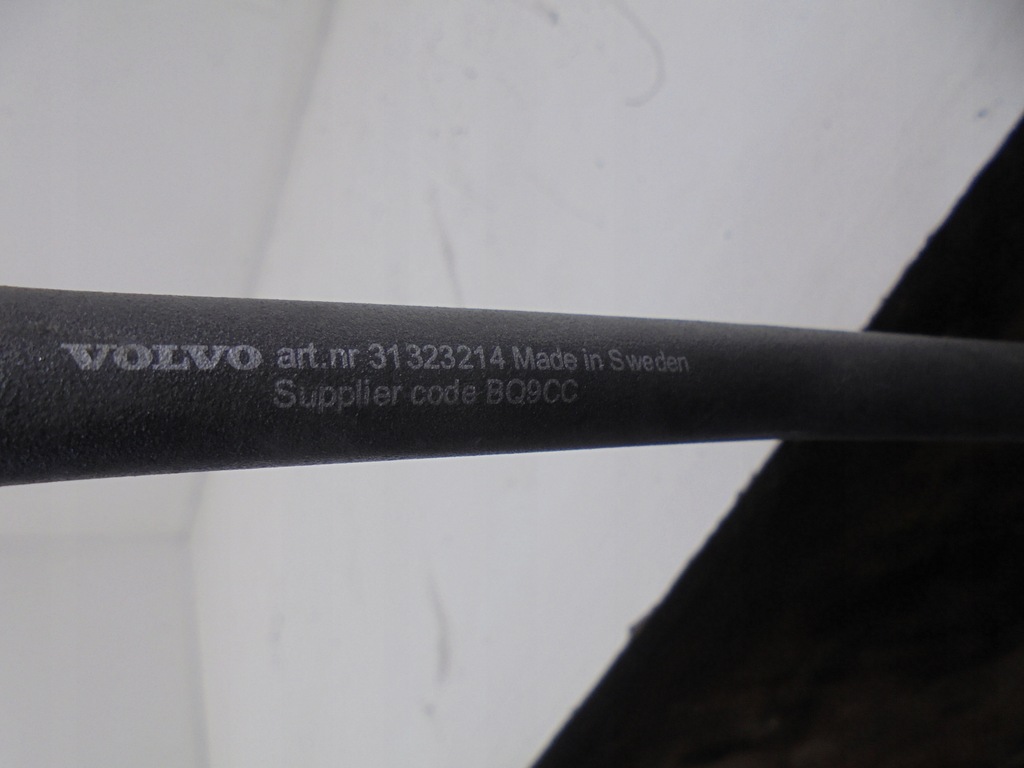 VOLVO art.nr 31323214 Made in Sweden
Supplier code BQ9CC